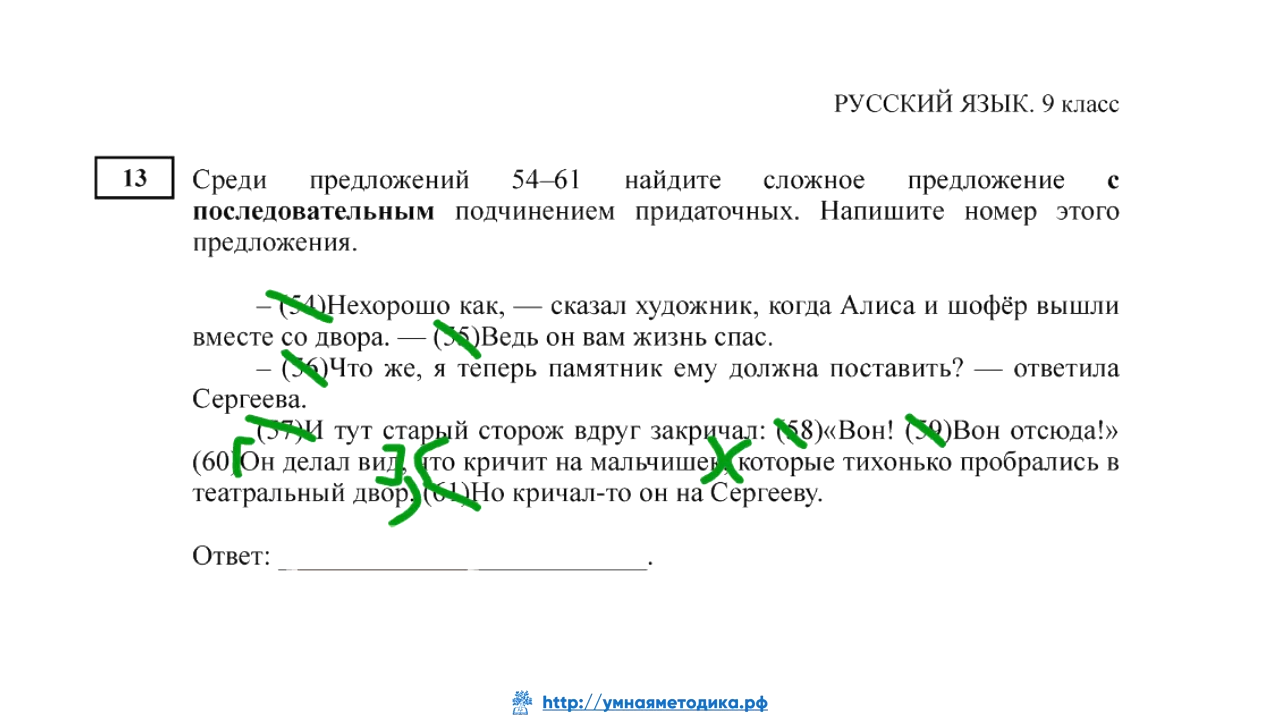 РУССКИЙ ЯЗЫК. 9 класс
13 Среди предложений 54–61 найдите сложное предложение с
последовательным подчинением придаточных. Напишите номер этого
предложения.
– (54)Нехорошо как, — сказал художник, когда Алиса и шофёр вышли
вместе со двора. — (55)Ведь он вам жизнь спас.
– (56)Что же, я теперь памятник ему должна поставить? — ответила
Сергеева.
(57)И тут старый сторож вдруг закричал: (58)«Вон! (59)Вон отсюда!»
(60)Он делал вид, что кричит на мальчишек, которые тихонько пробрались в
театральный двор. (61)Но кричал-то он на Сергееву.
Ответ: ___________________________.
http://умнаяметодика.рф